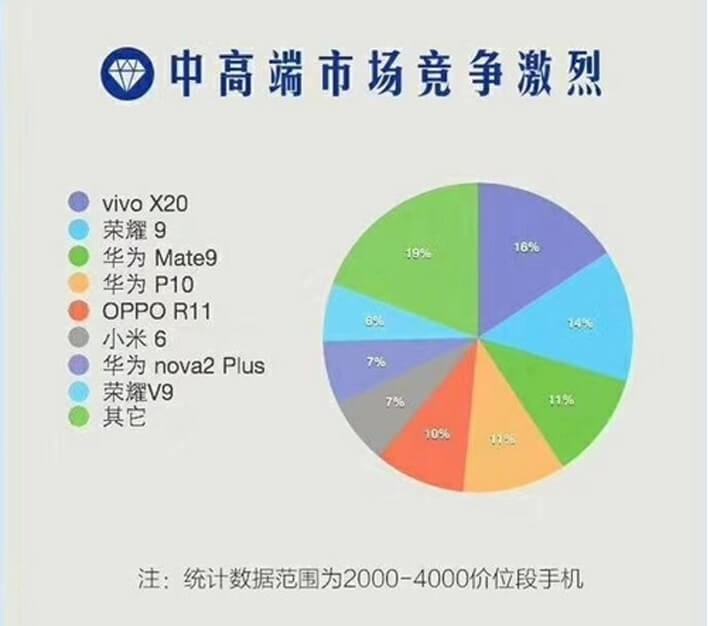 中高端市场竞争激烈
vivo X20
荣耀 9
华为 Mate9
华为 P10
OPPO R11
小米 6
华为 nova2 Plus
荣耀V9
其它
16%
14%
11%
11%
10%
7%
7%
6%
19%
注：统计数据范围为2000-4000价位段手机